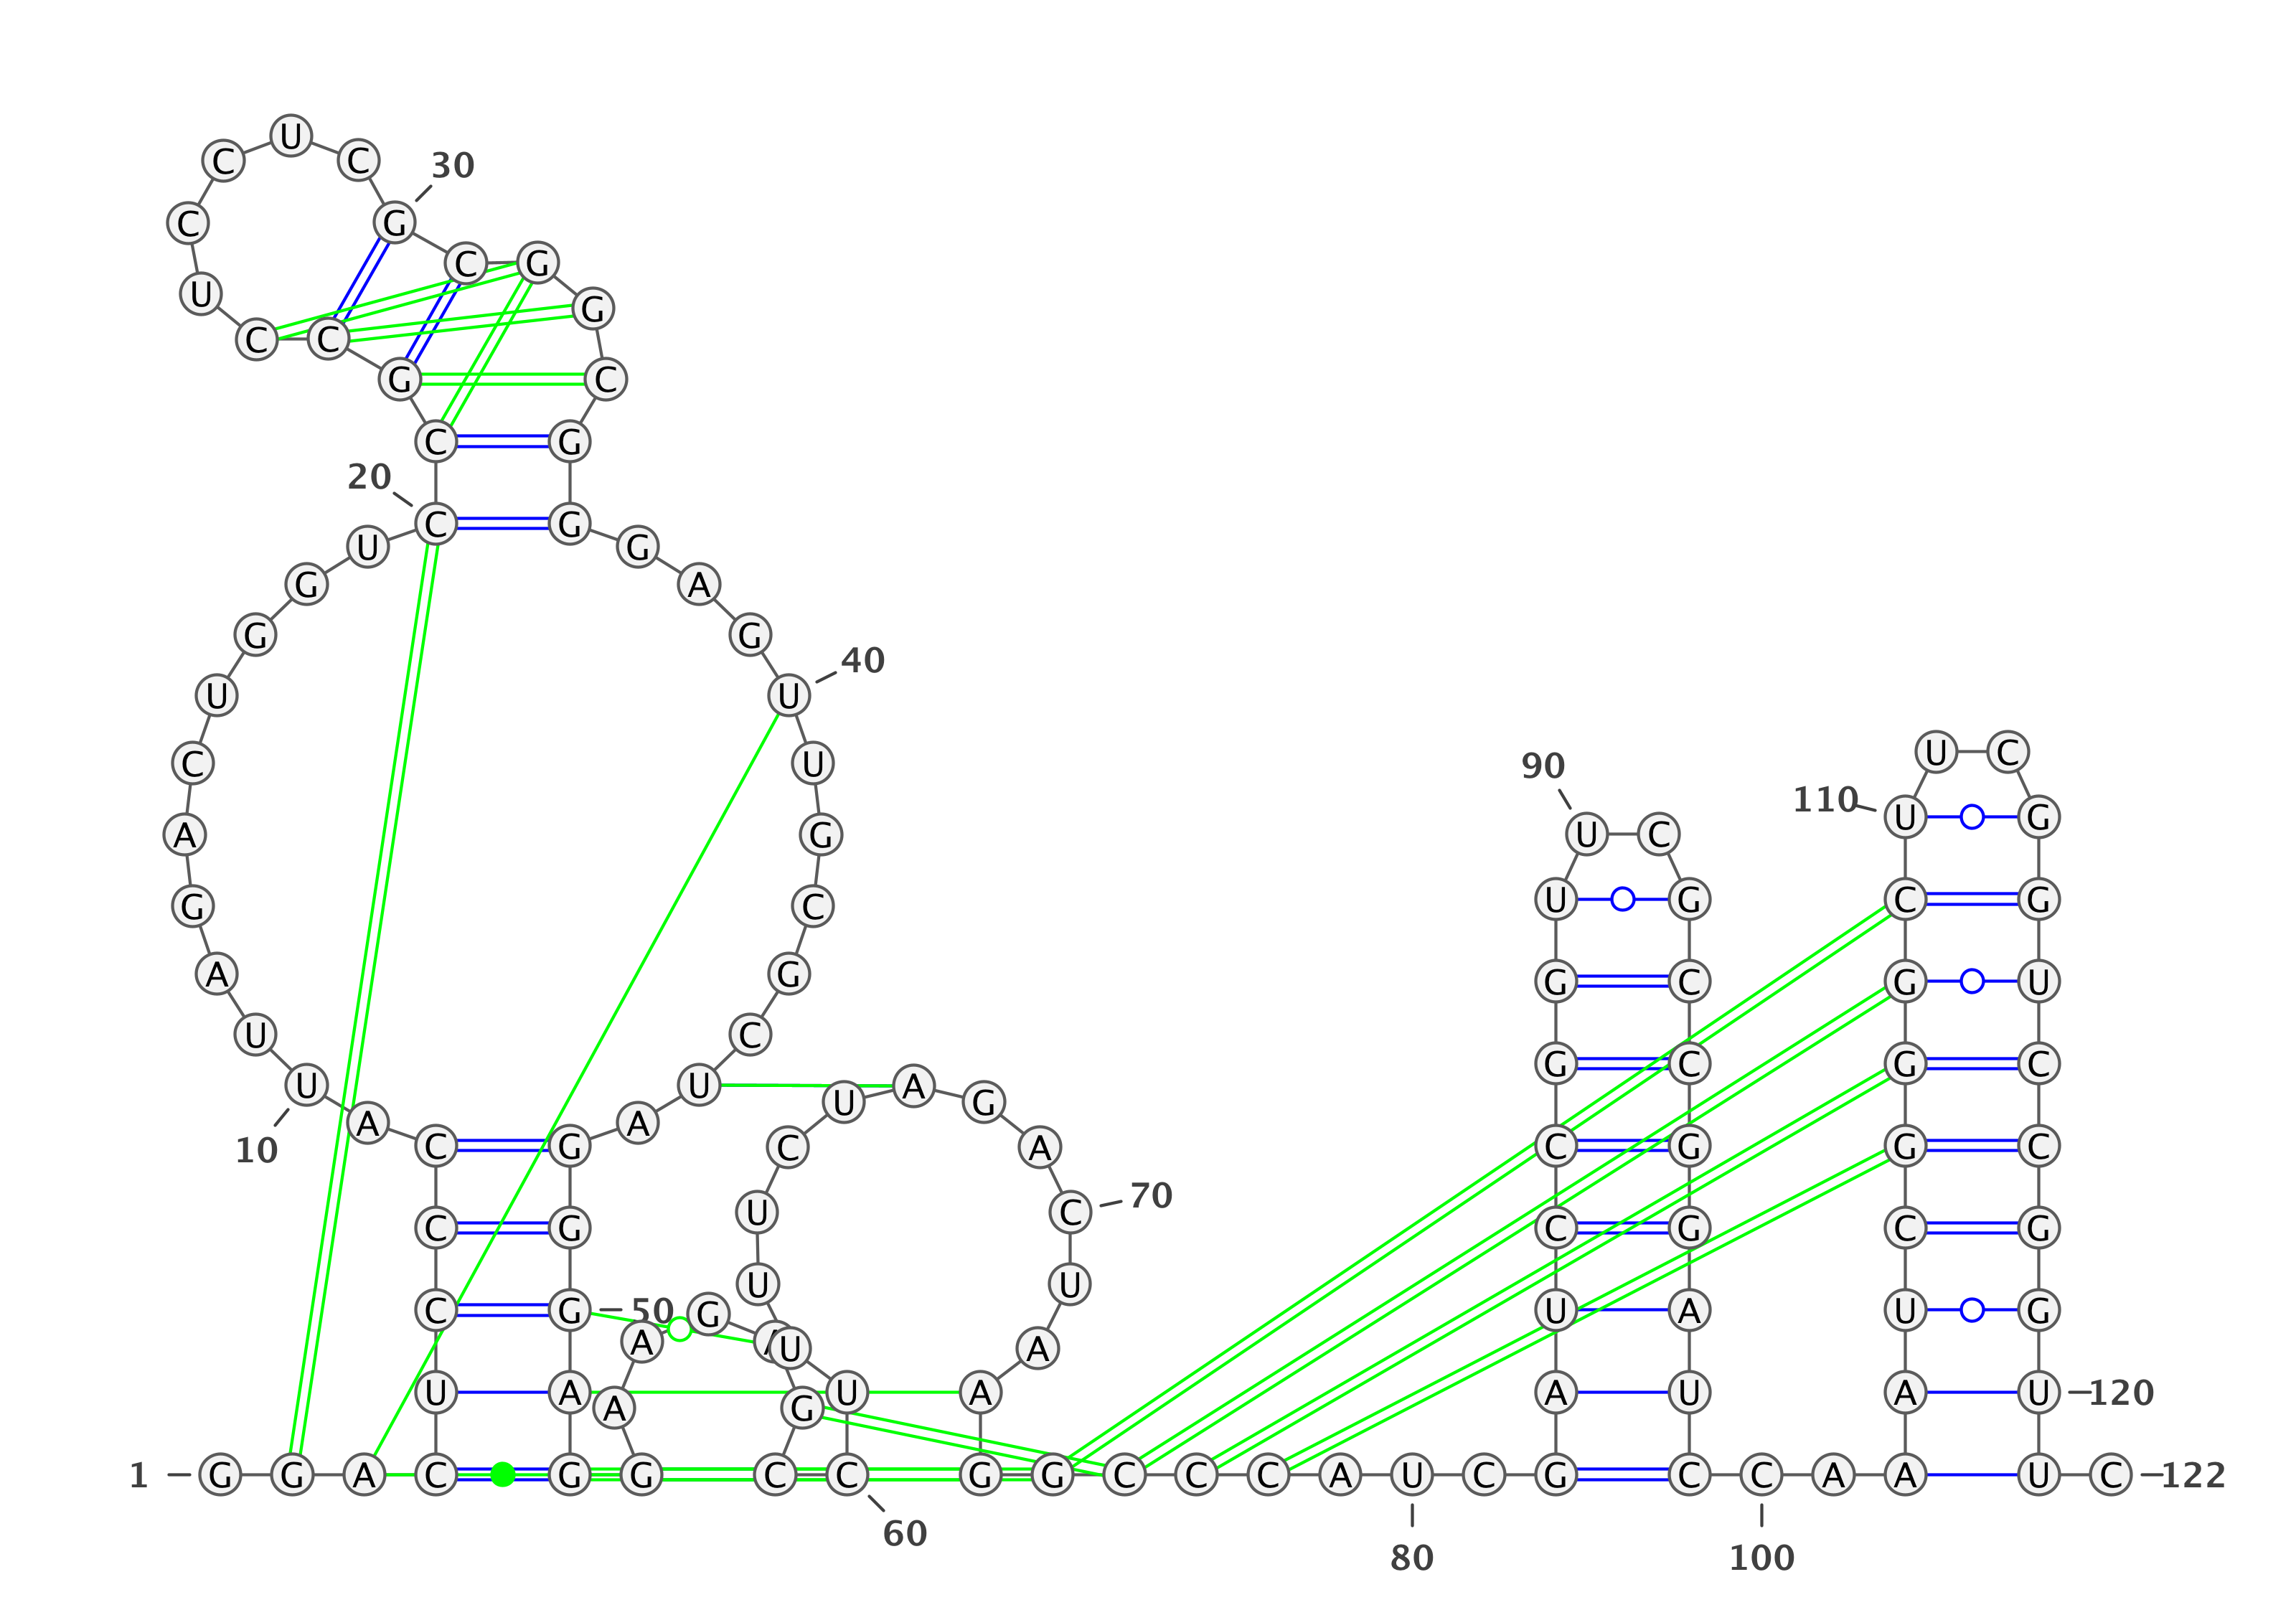 U
C C 30
C G
C G
U G
C C
G C
C G
20
C G
U G
G A
G G
40
U U
U C
C U 90
110 U G
A G U C
U G C G
G C
A G G C G U
U C
G C G C
U U A
U G
A A
C G C A C G G C
10
70
U C
C G C G C G
U U
C G 50 G U A U G
A A U A
U A U A A U A U 120
A G
1 G G A C G G C C G G C C C A U C G C C A A U C 122
60
80 100